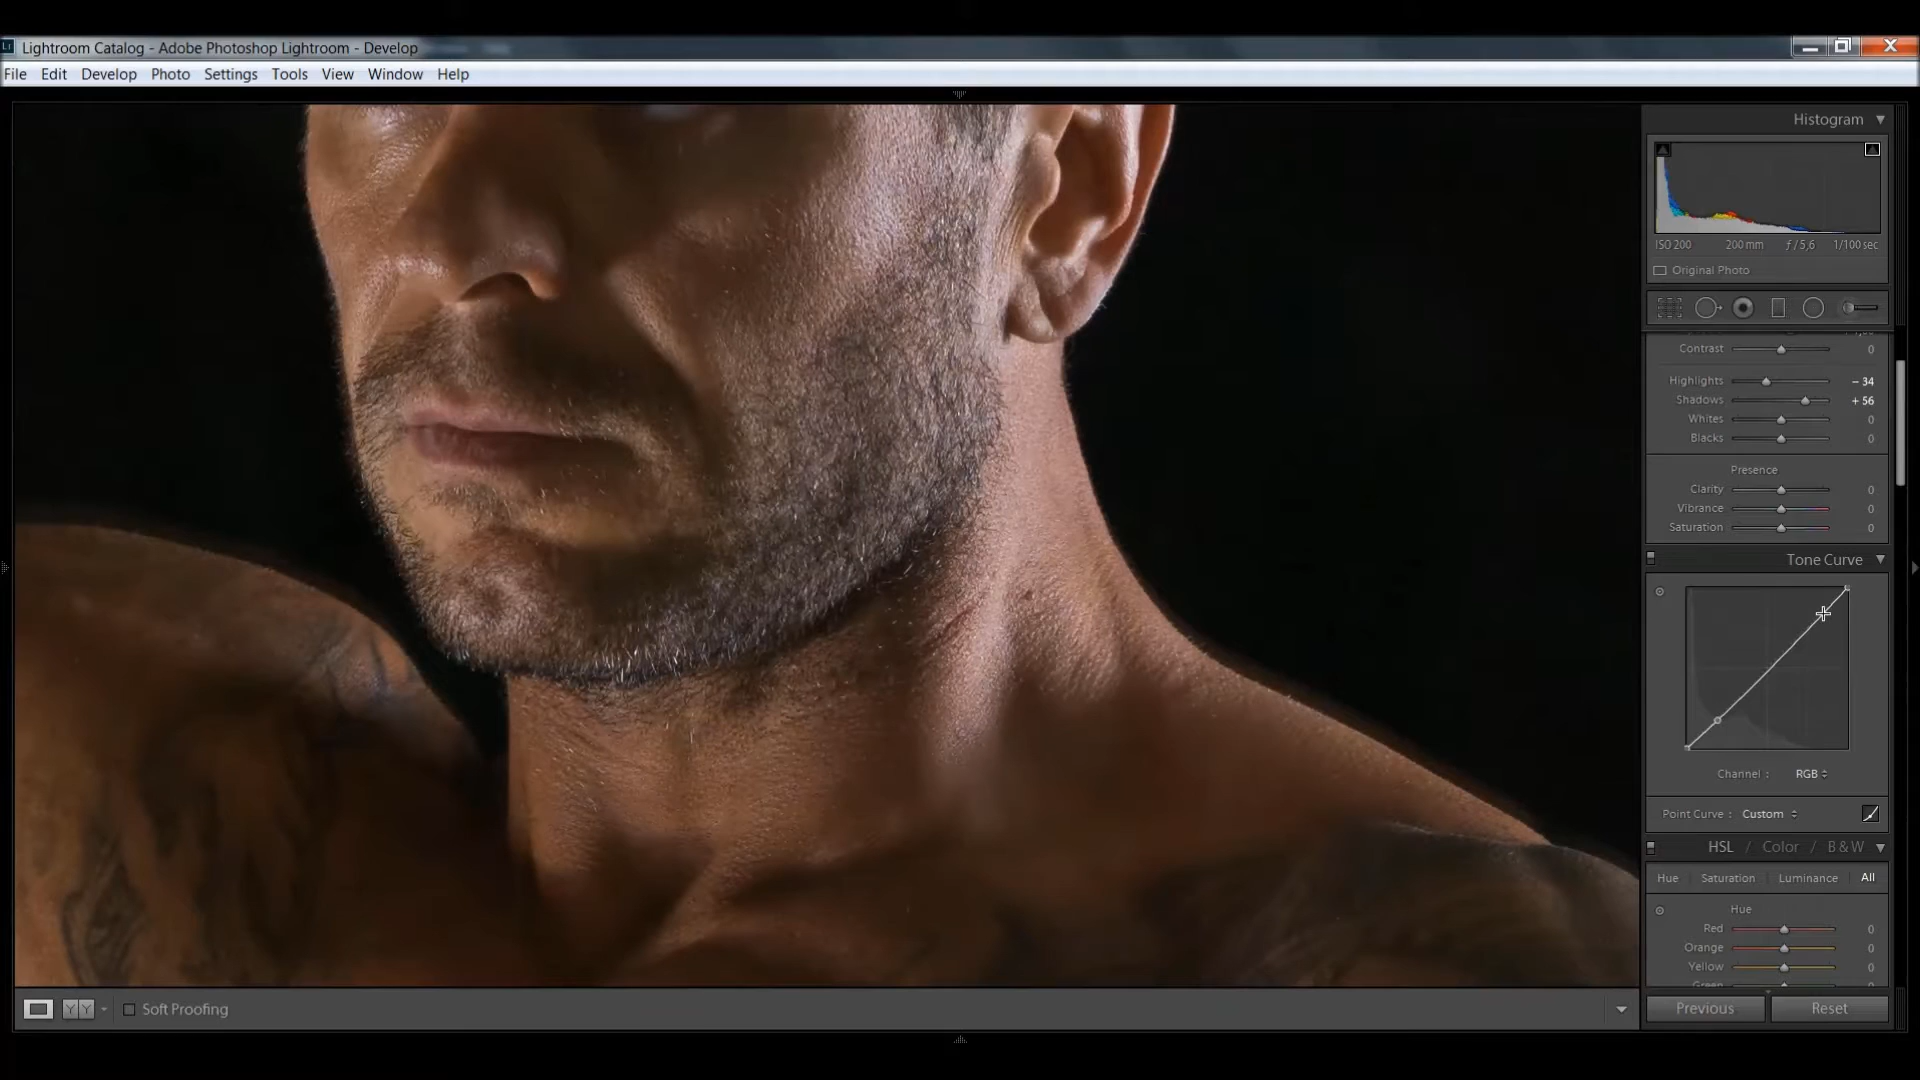 Lightroom Catalog - Adobe Photoshop Lightroom - Develop
File Edit Develop Photo Settings Tools View Window Help
Histogram
ISO 200 200 mm ƒ / 5,6 1/100 sec
Original Photo
Contrast 0
Highlights − 34
Shadows + 56
Whites 0
Blacks 0
Presence
Clarity 0
Vibrance 0
Saturation 0
Tone Curve
Channel : RGB
Point Curve : Custom
HSL / Color / B & W
Hue Saturation Luminance All
Hue
Red 0
Orange 0
Yellow 0
Green
Previous Reset
YY Soft Proofing